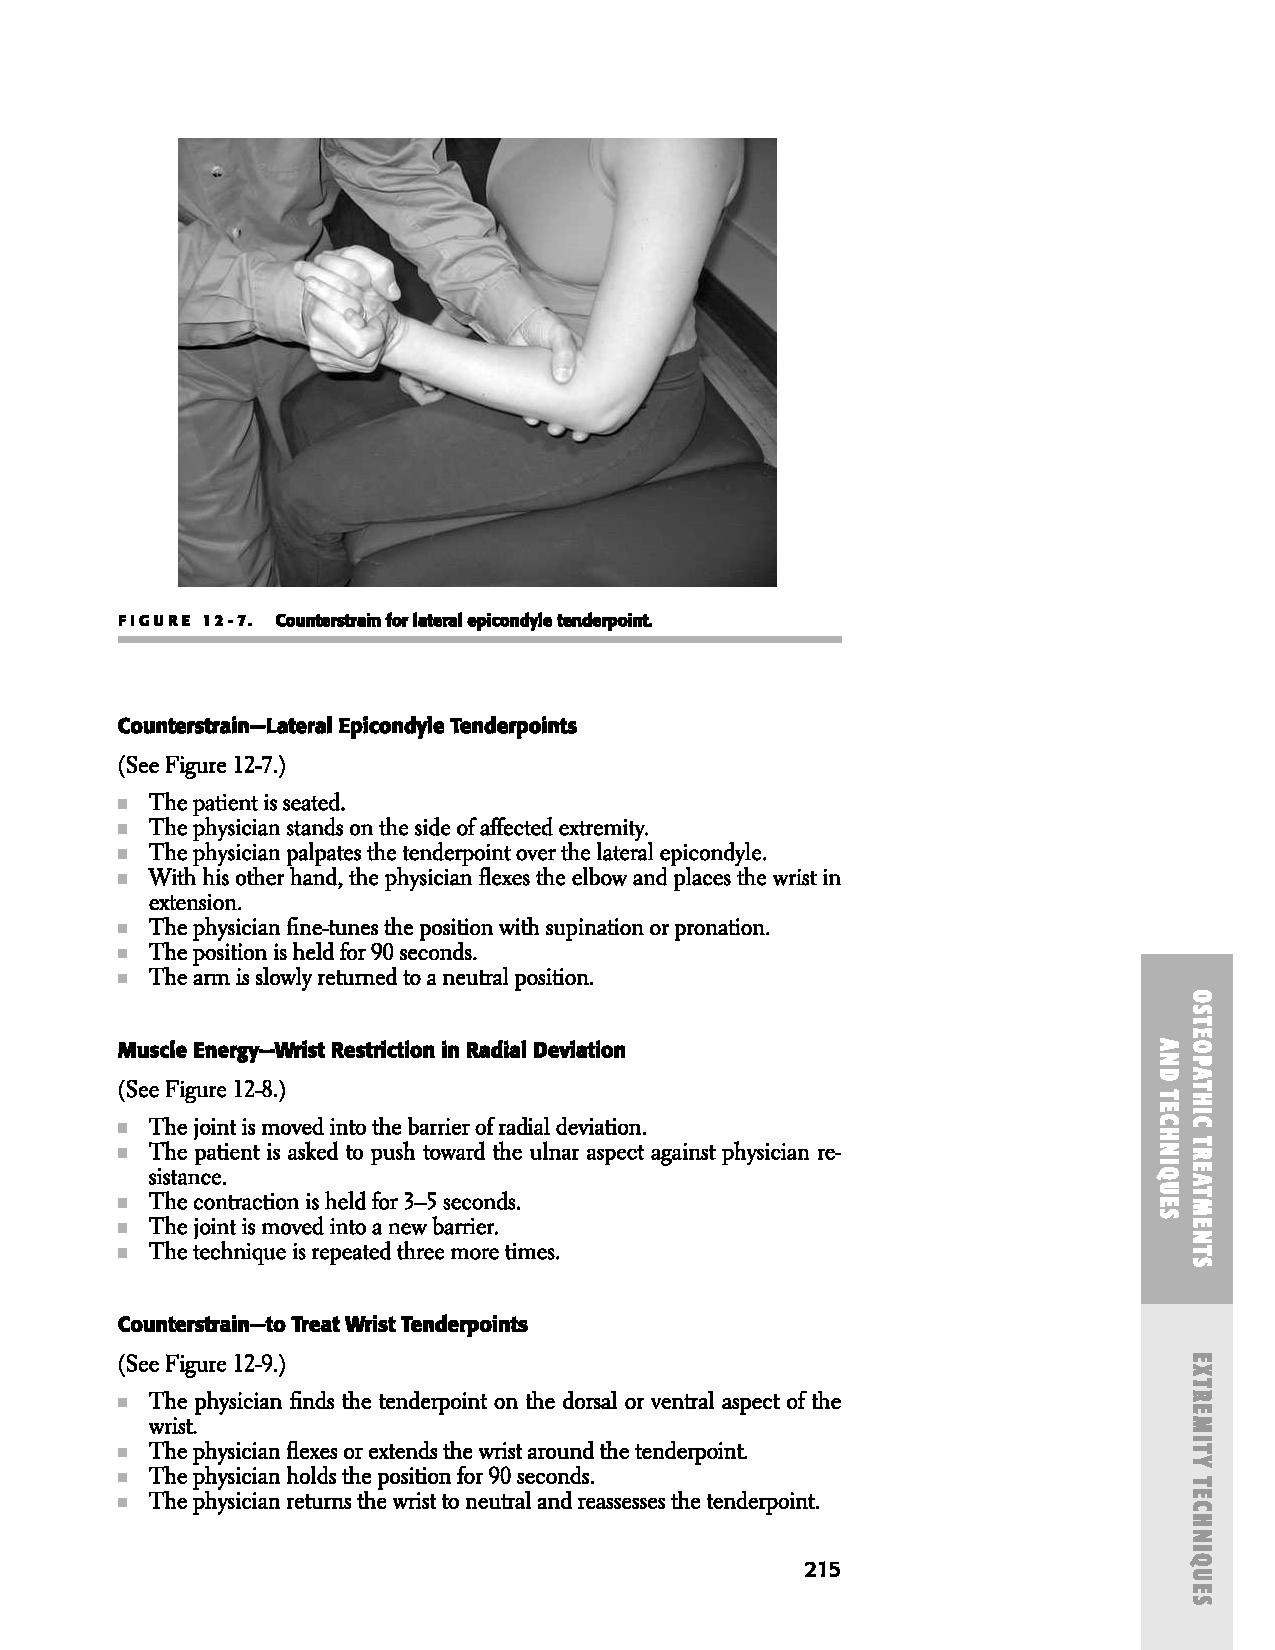 FIGURE 12-7. Counterstrain for lateral epicondyle tenderpoint.
Counterstrain—Lateral Epicondyle Tenderpoints
(See Figure 12-7.)
■ The patient is seated.
■ The physician stands on the side of affected extremity.
■ The physician palpates the tenderpoint over the lateral epicondyle.
■ With his other hand, the physician flexes the elbow and places the wrist in
extension.
■ The physician fine-tunes the position with supination or pronation.
■ The position is held for 90 seconds.
■ The arm is slowly returned to a neutral position.
Muscle Energy—Wrist Restriction in Radial Deviation
(See Figure 12-8.)
■ The joint is moved into the barrier of radial deviation.
■ The patient is asked to push toward the ulnar aspect against physician re-
sistance.
■ The contraction is held for 3–5 seconds.
■ The joint is moved into a new barrier.
■ The technique is repeated three more times.
Counterstrain—to Treat Wrist Tenderpoints
(See Figure 12-9.)
■ The physician finds the tenderpoint on the dorsal or ventral aspect of the
wrist.
■ The physician flexes or extends the wrist around the tenderpoint.
■ The physician holds the position for 90 seconds.
■ The physician returns the wrist to neutral and reassesses the tenderpoint.
215
OSTEOPATHIC TREATMENTS
AND TECHNIQUES
EXTREMITY TECHNIQUES